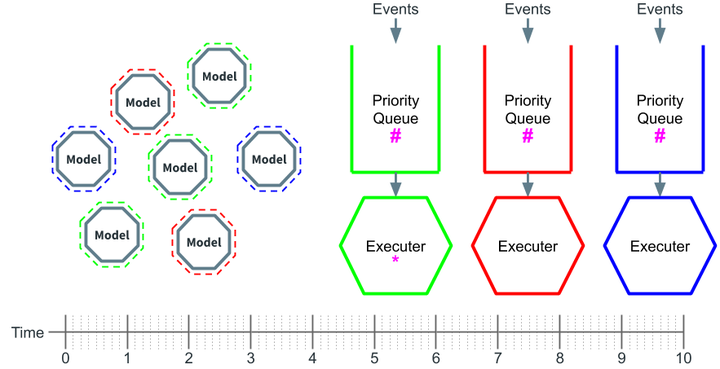 Events
Events
Events
Model
Model
Model
Model
Model
Model
Model
Priority
Queue
#
Priority
Queue
#
Priority
Queue
#
Executer
*
Executer
Executer
Time
0 1 2 3 4 5 6 7 8 9 10